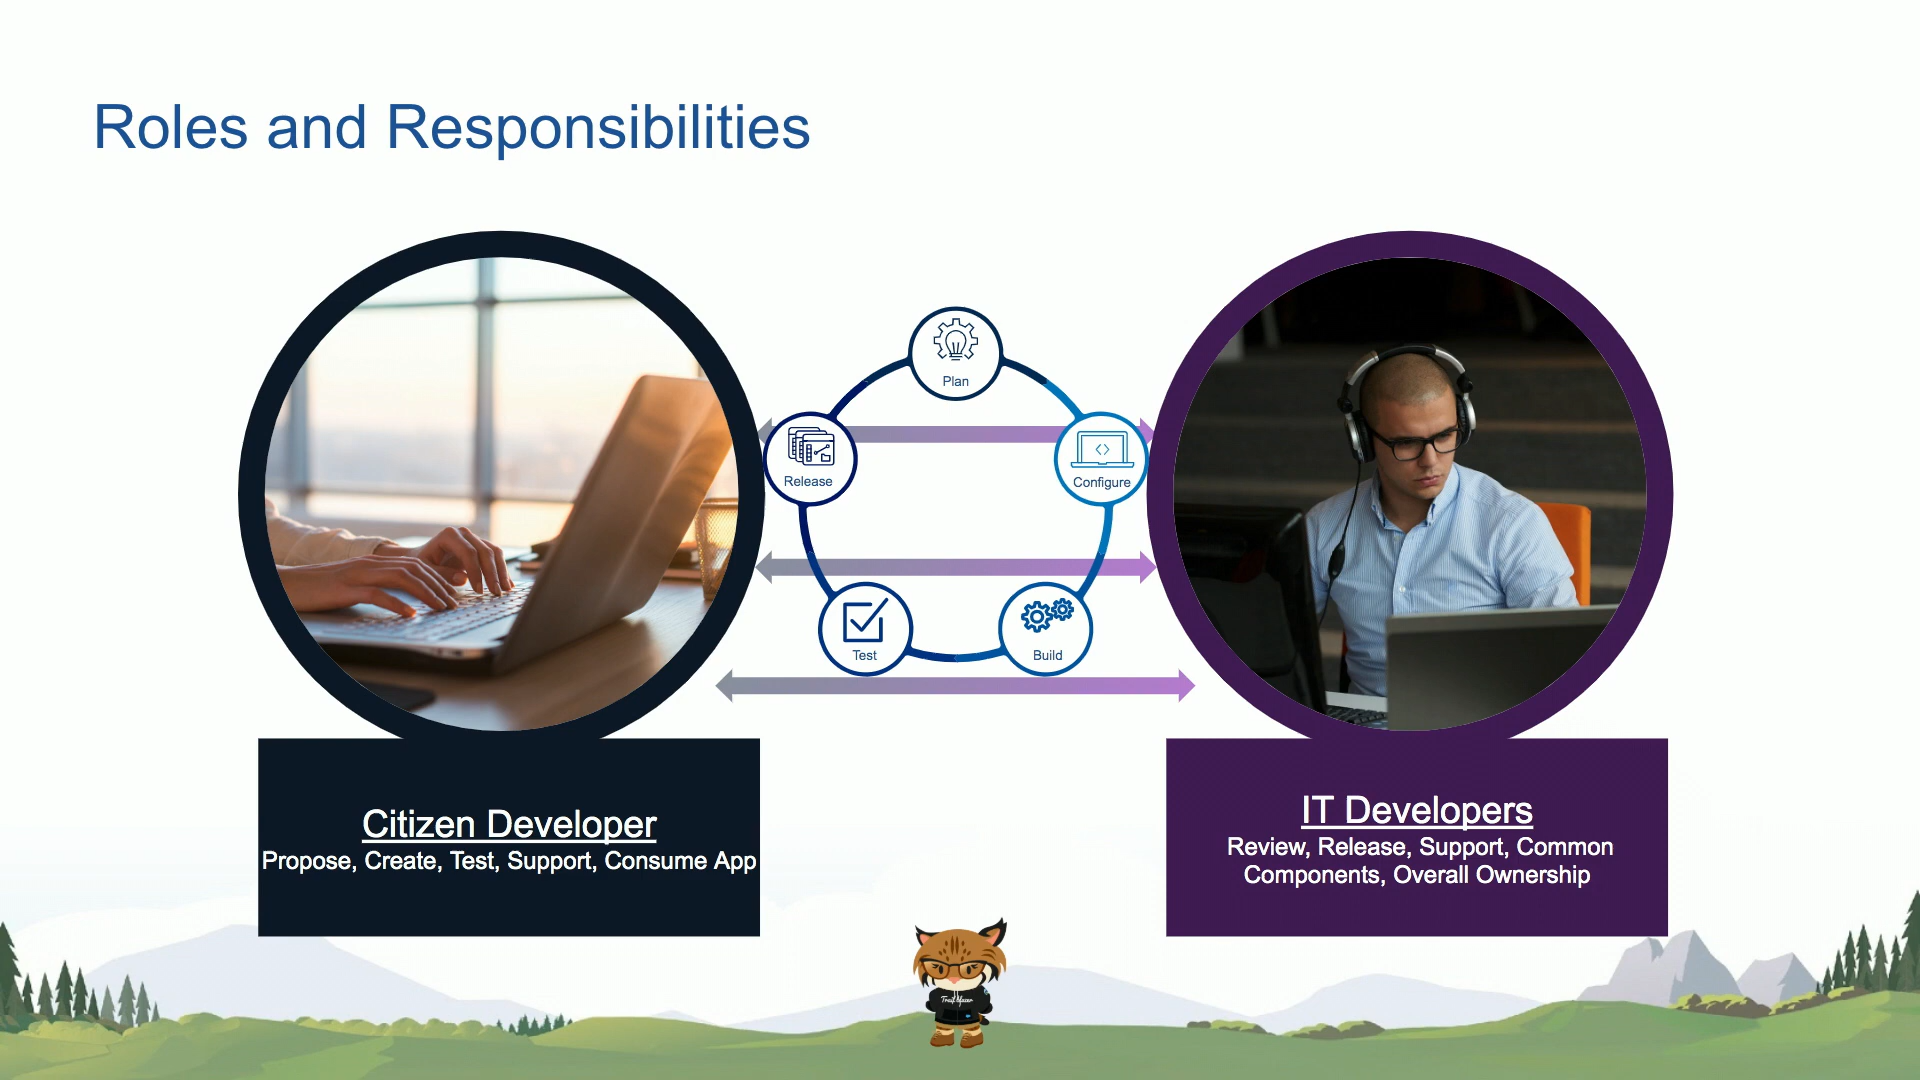 Roles and Responsibilities
Plan
Release
Configure
Test
Build
Citizen Developer
Propose, Create, Test, Support, Consume App
IT Developers
Review, Release, Support, Common
Components, Overall Ownership
Trailblazer